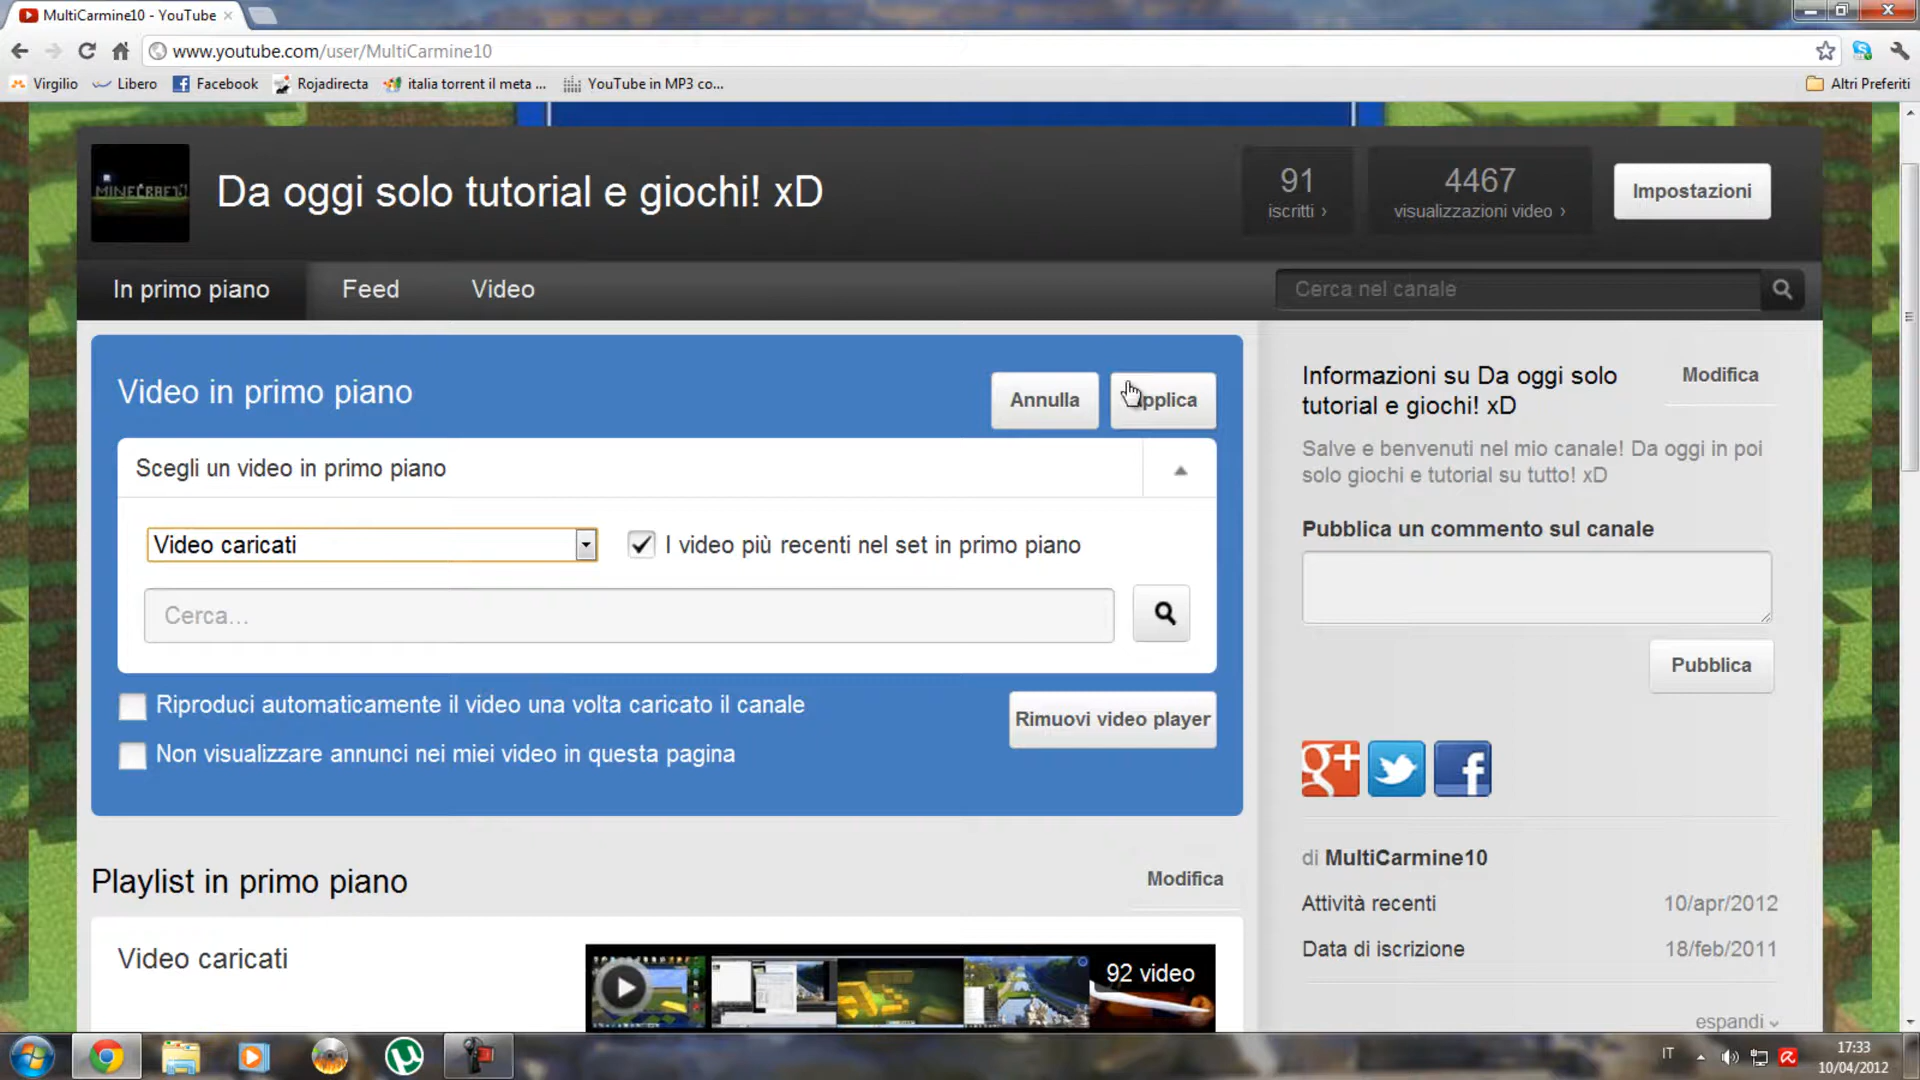 MultiCarmine10 - YouTube
www.youtube.com/user/MultiCarmine10
Virgilio Libero Facebook Rojadirecta italia torrent il meta ... YouTube in MP3 co... Altri Preferiti
MINECRAFT
Da oggi solo tutorial e giochi! xD
91
iscritti ›
4467
visualizzazioni video ›
Impostazioni
In primo piano Feed Video Cerca nel canale
Video in primo piano
Annulla
Scegli un video in primo piano
Video caricati
I video più recenti nel set in primo piano
Cerca...
Riproduci automaticamente il video una volta caricato il canale
Non visualizzare annunci nei miei video in questa pagina
Rimuovi video player
Playlist in primo piano
Modifica
Video caricati
92 video
Informazioni su Da oggi solo
tutorial e giochi! xD
Modifica
Salve e benvenuti nel mio canale! Da oggi in poi
solo giochi e tutorial su tutto! xD
Pubblica un commento sul canale
Pubblica
g+ f
di MultiCarmine10
Attività recenti 10/apr/2012
Data di iscrizione 18/feb/2011
espandi
IT
17:33
10/04/2012